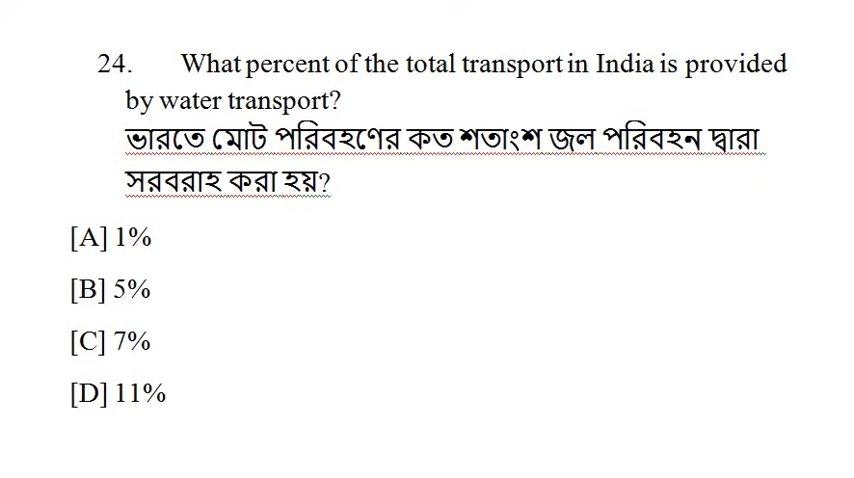 24. What percent of the total transport in India is provided
by water transport?
ভারতে মোট পরিবহণের কত শতাংশ জল পরিবহন দ্বারা
সরবরাহ করা হয়?
[A] 1%
[B] 5%
[C] 7%
[D] 11%